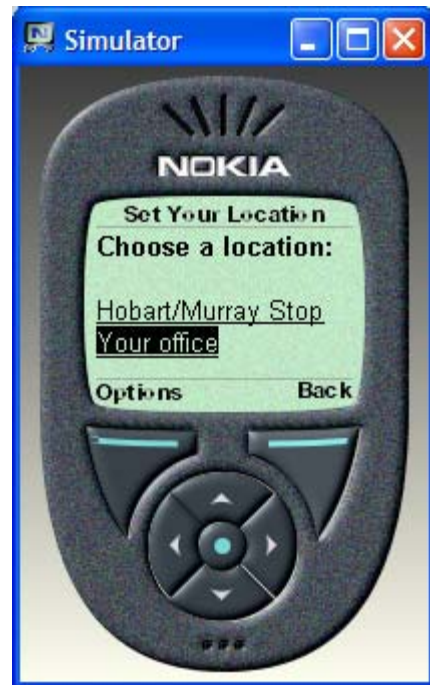 Simulator
NOKIA
Set Your Location
Choose a location:
Hobart/Murray Stop
Your office
Options Back